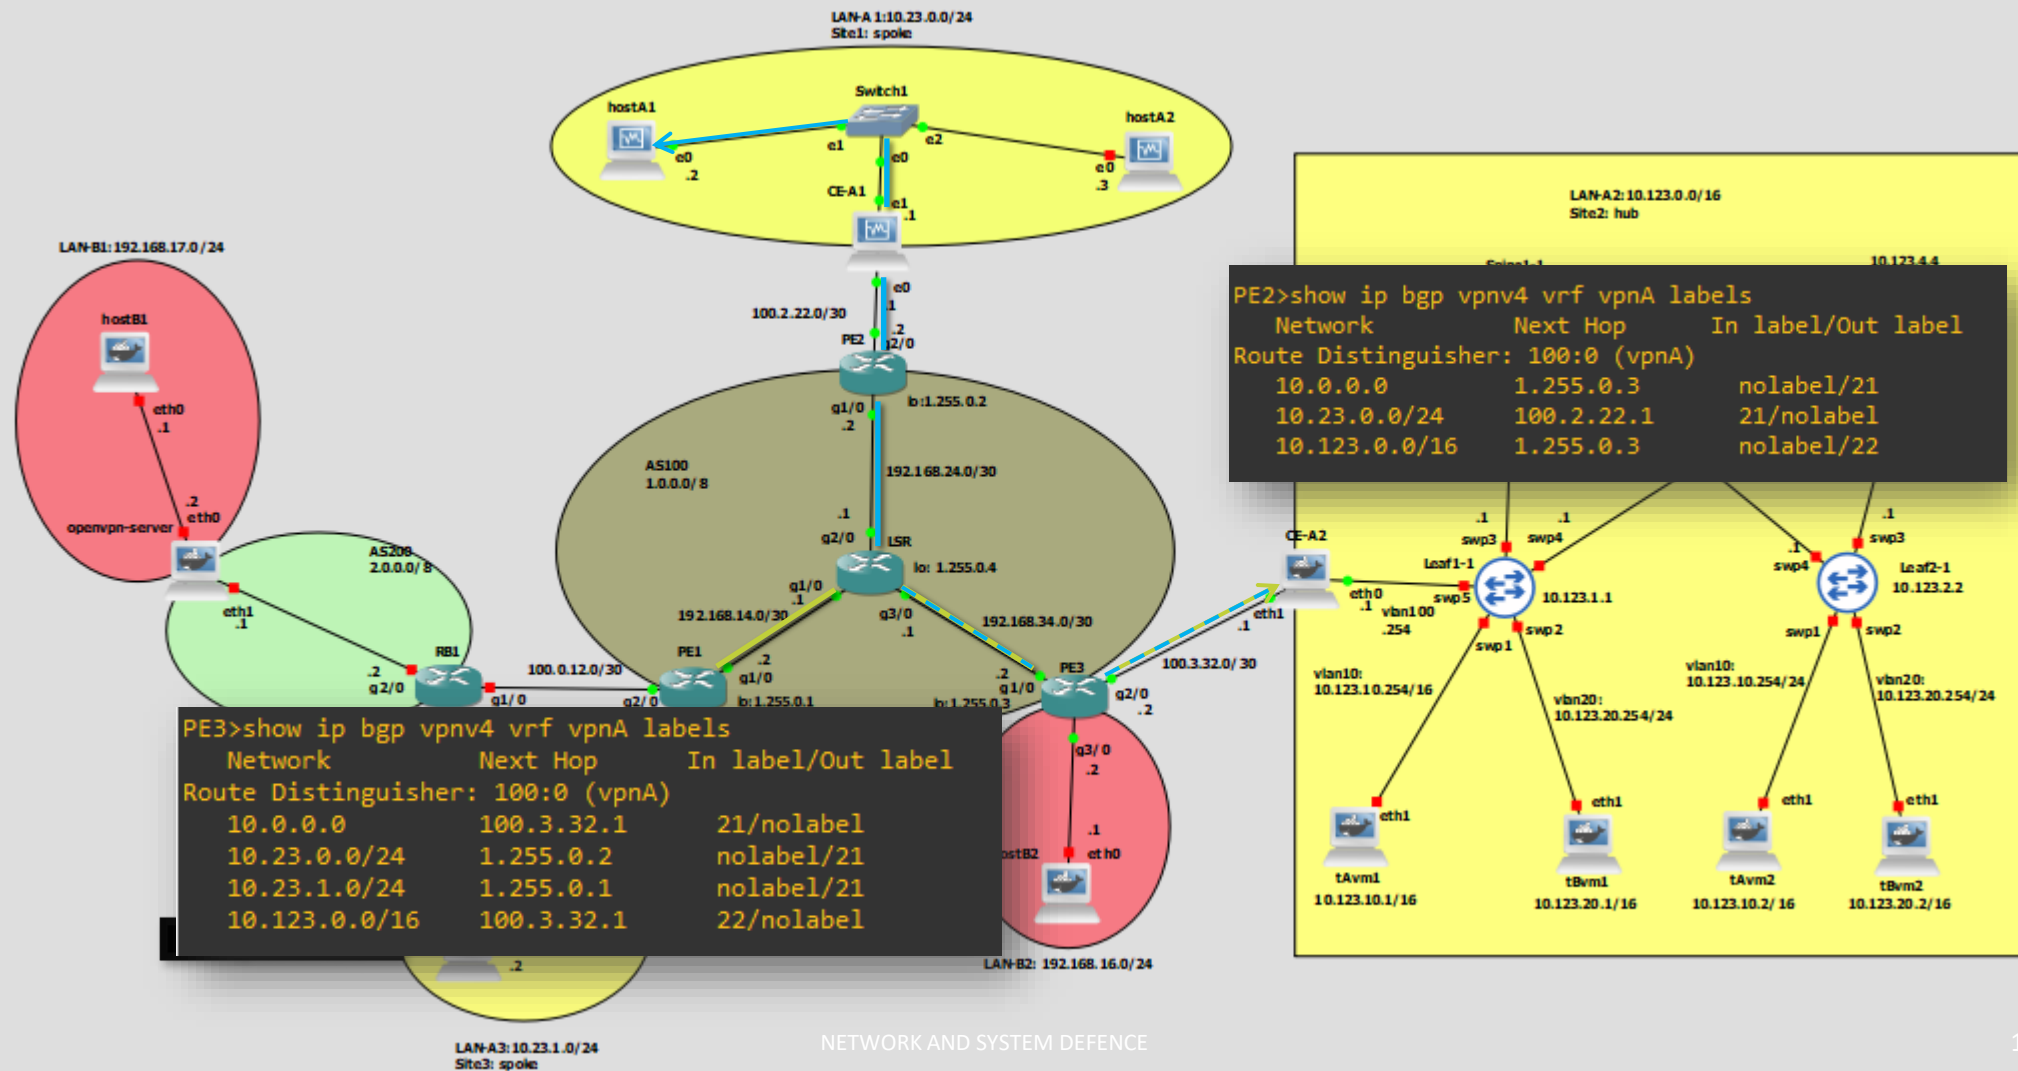 LAN-A 1:10.23.0.0/24
Site1: spoke
Switch1
hostA1
hostA2
e1
e2
e0
.2
e0
e0
.3
CE-A1
e1
.1
LAN-A2:10.123.0.0/16
Site2: hub
LAN-B1:192.168.17.0/24
hostB1
eth0
.1
.2
eth0
openvpn-server
AS200
2.0.0.0/8
eth1
.1
RB1
.2
g2/0
g1/0
100.0.12.0/30
e0
.1
100.2.22.0/30
.2
PE2
g2/0
g1/0
.2
lo:1.255.0.2
AS100
1.0.0.0/8
192.168.24.0/30
.1
g2/0
LSR
lo: 1.255.0.4
g1/0
.1
192.168.14.0/30
g3/0
.1
192.168.34.0/30
PE1
.2
g1/0
g2/0
lo:1.255.0.1
.2
g1/0
PE3
lo:1.255.0.3
g2/0
.2
100.3.32.0/30
g3/0
.2
.1
eth0
ostB2
LAN-B2: 192.168.16.0/24
Spine1-1
10.123.4.4
PE2>show ip bgp vpnv4 vrf vpnA labels
Network Next Hop In label/Out label
Route Distinguisher: 100:0 (vpnA)
10.0.0.0 1.255.0.3 nolabel/21
10.23.0.0/24 100.2.22.1 21/nolabel
10.123.0.0/16 1.255.0.3 nolabel/22
CE-A2
eth1
.1
eth0
.1
vlan100
.254
.1
swp3
.1
swp4
Leaf1-1
swp5
10.123.1.1
swp1
swp2
.1
swp4
.1
swp3
Leaf2-1
10.123.2.2
swp1
swp2
vlan10:
10.123.10.254/16
vlan20:
10.123.20.254/24
vlan10:
10.123.10.254/24
vlan20:
10.123.20.254/24
eth1
eth1
eth1
eth1
tAvm1
10.123.10.1/16
tBvm1
10.123.20.1/16
tAvm2
10.123.10.2/16
tBvm2
10.123.20.2/16
PE3>show ip bgp vpnv4 vrf vpnA labels
Network Next Hop In label/Out label
Route Distinguisher: 100:0 (vpnA)
10.0.0.0 100.3.32.1 21/nolabel
10.23.0.0/24 1.255.0.2 nolabel/21
10.23.1.0/24 1.255.0.1 nolabel/21
10.123.0.0/16 100.3.32.1 22/nolabel
.2
LAN-A3:10.23.1.0/24
Site3: spoke
NETWORK AND SYSTEM DEFENCE
1